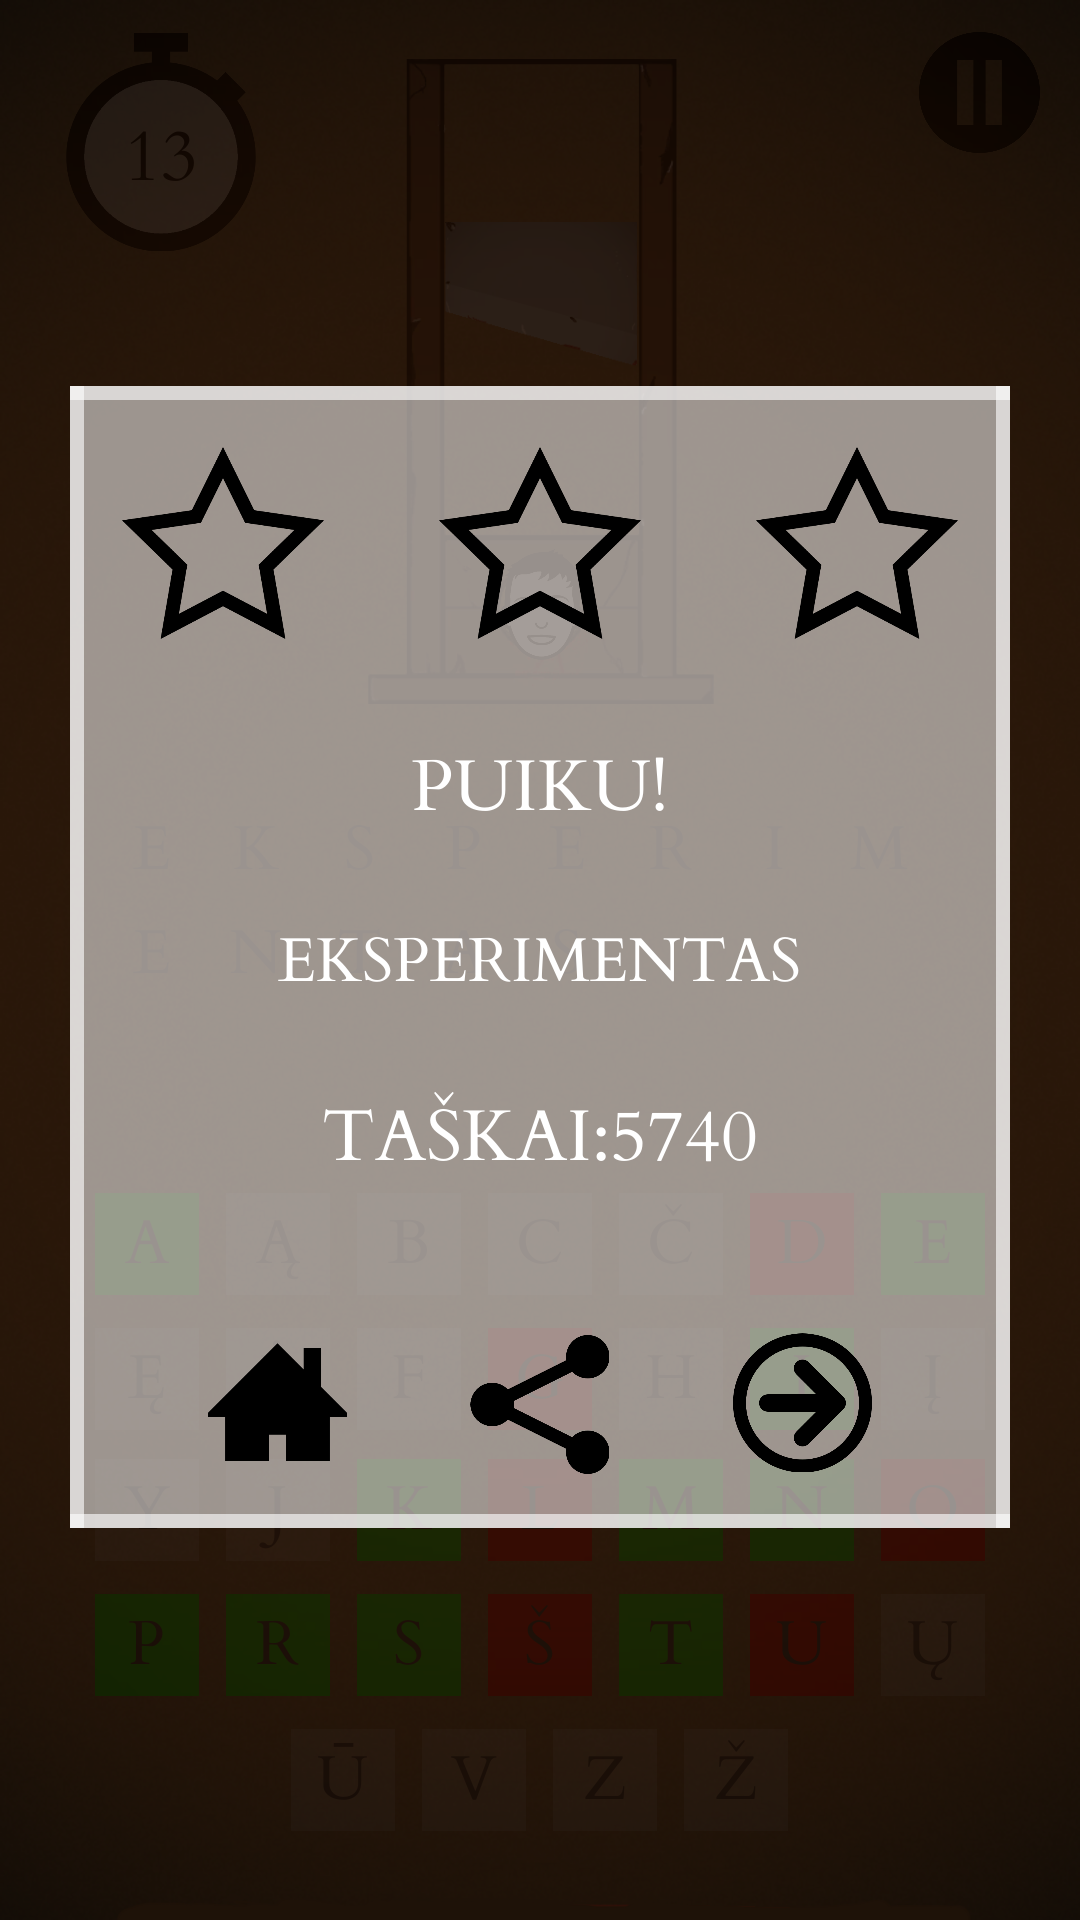 13
PUIKU!
E K S P E R I M
E N
EKSPERIMENTAS
TAŠKAI:5740
A Ą B C Č D E
Ę F H Į
Y J K L M N O
P R S Š T U Ų
Ū V Z Ž